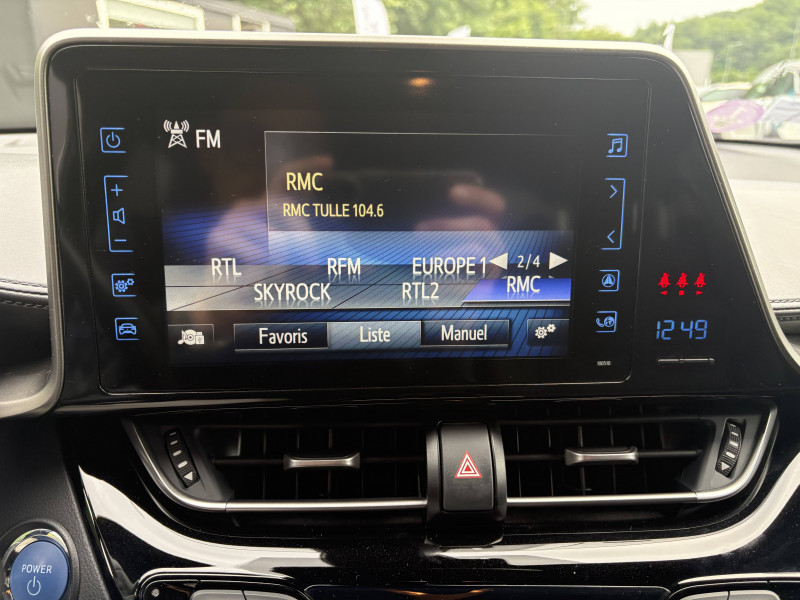 FM
RMC
RMC TULLE 104.6
RTL RFM EUROPE 1 2/4
SKYROCK RTL2 RMC
Favoris Liste Manuel
12:49
POWER